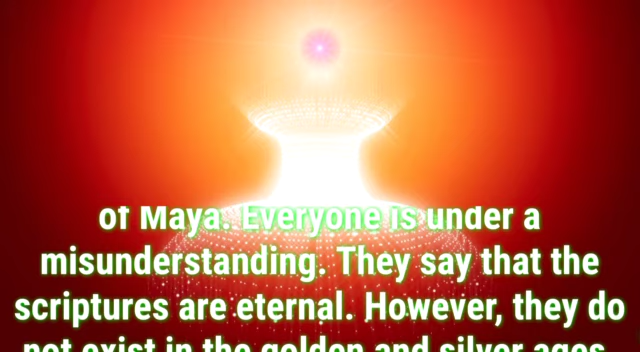 of Maya. Everyone is under a
misunderstanding. They say that the
scriptures are eternal. However, they do
not exist in the golden and silver ages.